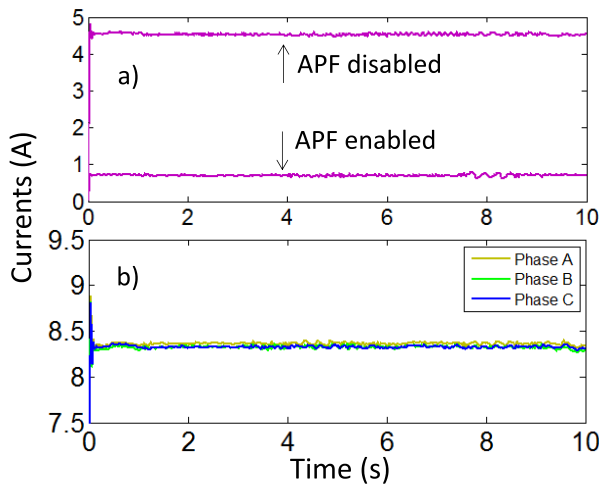 5
4
3
2
1
0
a)
APF disabled
APF enabled
0 2 4 6 8 10
Currents (A)
9.5
9
8.5
8
7.5
b)
Phase A
Phase B
Phase C
0 2 4 6 8 10
Time (s)